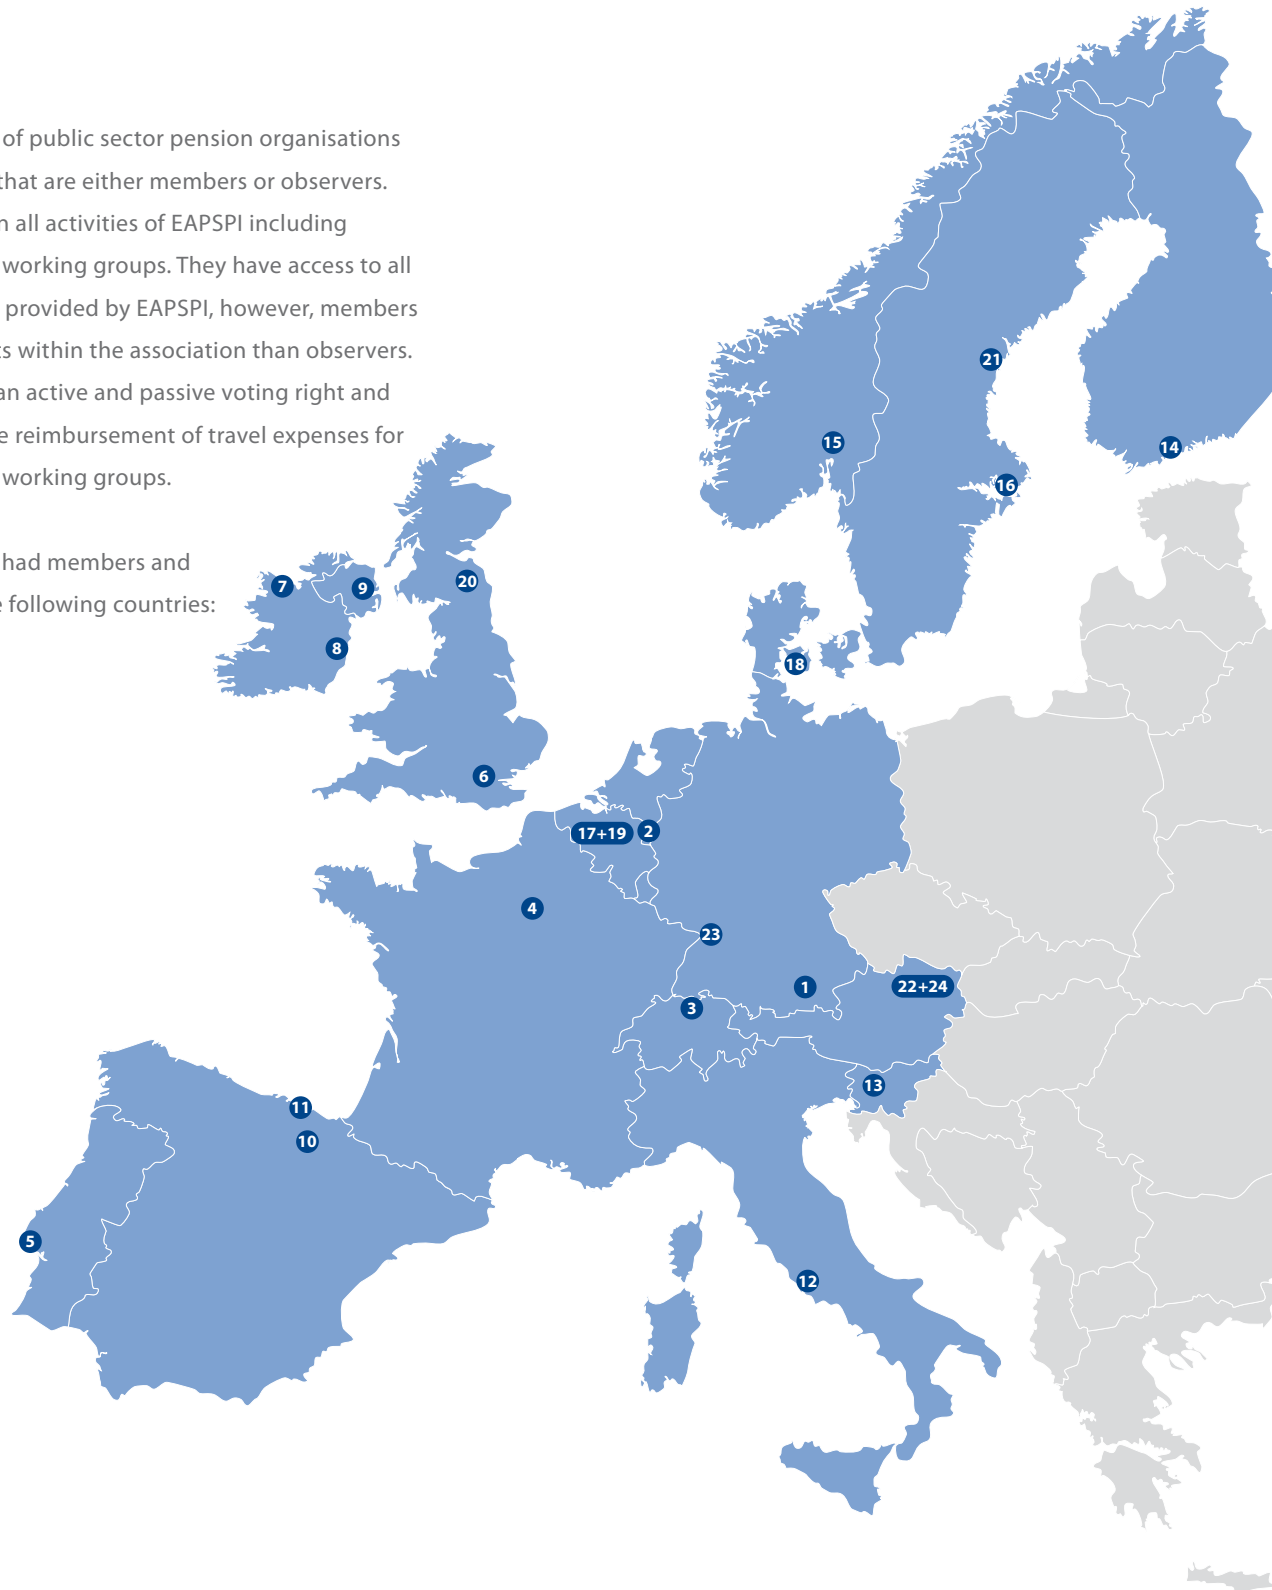 of public sector pension organisations
that are either members or observers.
n all activities of EAPSPI including
working groups. They have access to all
provided by EAPSPI, however, members
ts within the association than observers.
an active and passive voting right and
e reimbursement of travel expenses for
working groups.
had members and
e following countries:
21
15
14
16
7
9
20
8
18
6
17+19
2
4
23
1
22+24
3
13
11
10
5
12